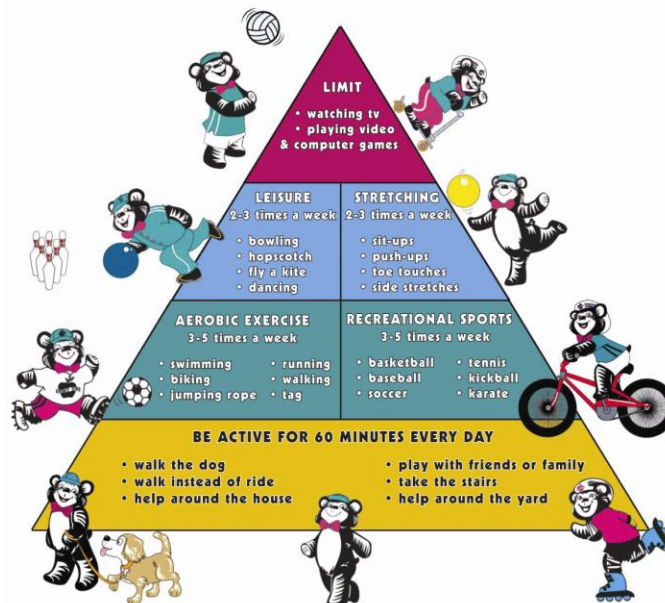 LIMIT
• watching tv
• playing video
& computer games
LEISURE
2-3 times a week
• bowling
• hopscotch
• fly a kite
• dancing
STRETCHING
2-3 times a week
• sit-ups
• push-ups
• toe touches
• side stretches
AEROBIC EXERCISE
3-5 times a week
• swimming
• biking
• jumping rope
• running
• walking
• tag
RECREATIONAL SPORTS
3-5 times a week
• basketball
• baseball
• soccer
• tennis
• kickball
• karate
BE ACTIVE FOR 60 MINUTES EVERY DAY
• walk the dog
• walk instead of ride
• help around the house
• play with friends or family
• take the stairs
• help around the yard